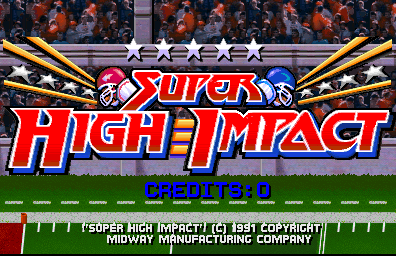 SUPER
HIGH IMPACT
CREDITS:0
("SUPER HIGH IMPACT") (C) 1991 COPYRIGHT
MIDWAY MANUFACTURING COMPANY